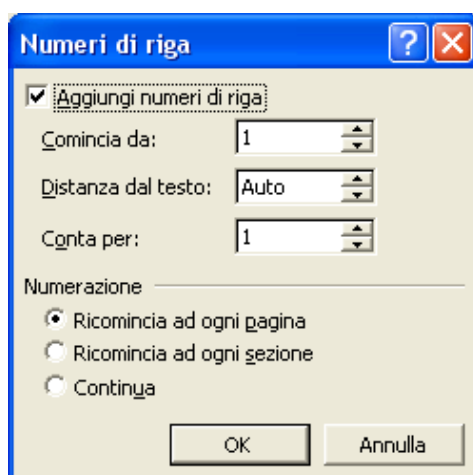 Numeri di riga ?
Aggiungi numeri di riga
Comincia da: 1
Distanza dal testo: Auto
Conta per: 1
Numerazione
Ricomincia ad ogni pagina
Ricomincia ad ogni sezione
Continua
OK Annulla